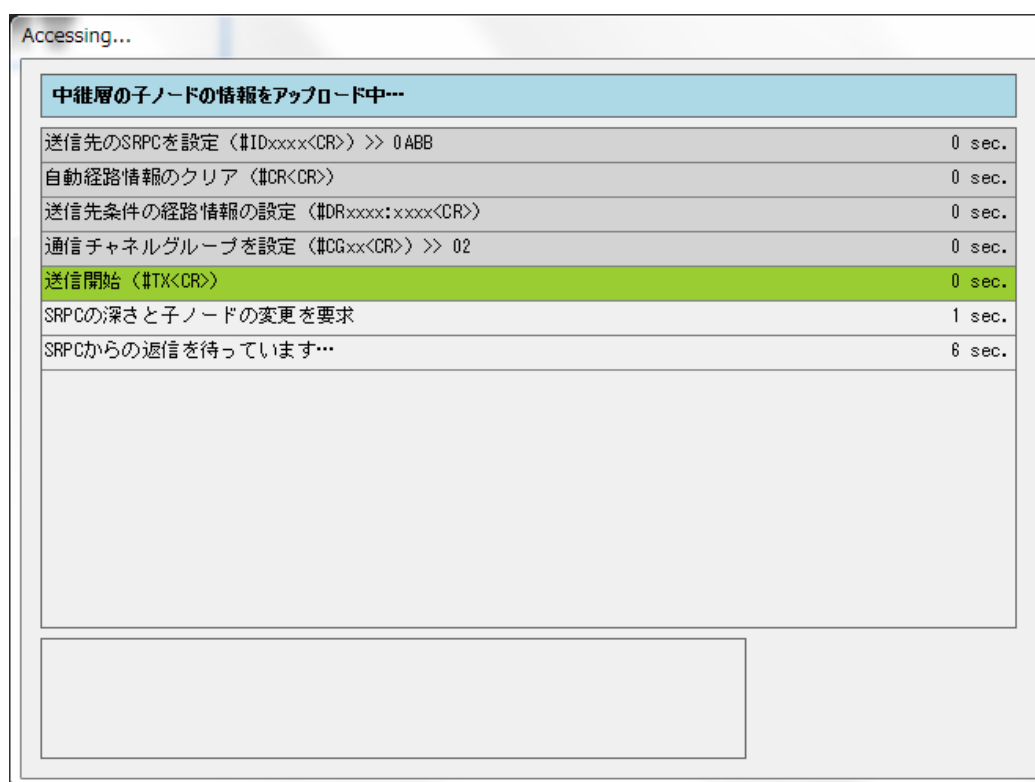 Accessing...
中継層の子ノードの情報をアップロード中…
送信先のSRPCを設定（#IDxxxx<CR>）>> 0ABB 0 sec.
自動経路情報のクリア（#CR<CR>） 0 sec.
送信先条件の経路情報の設定（#DRxxxx:xxxx<CR>） 0 sec.
通信チャネルグループを設定（#CGxx<CR>）>> 02 0 sec.
送信開始（#TX<CR>） 0 sec.
SRPCの深さと子ノードの変更を要求 1 sec.
SRPCからの返信を待っています… 6 sec.